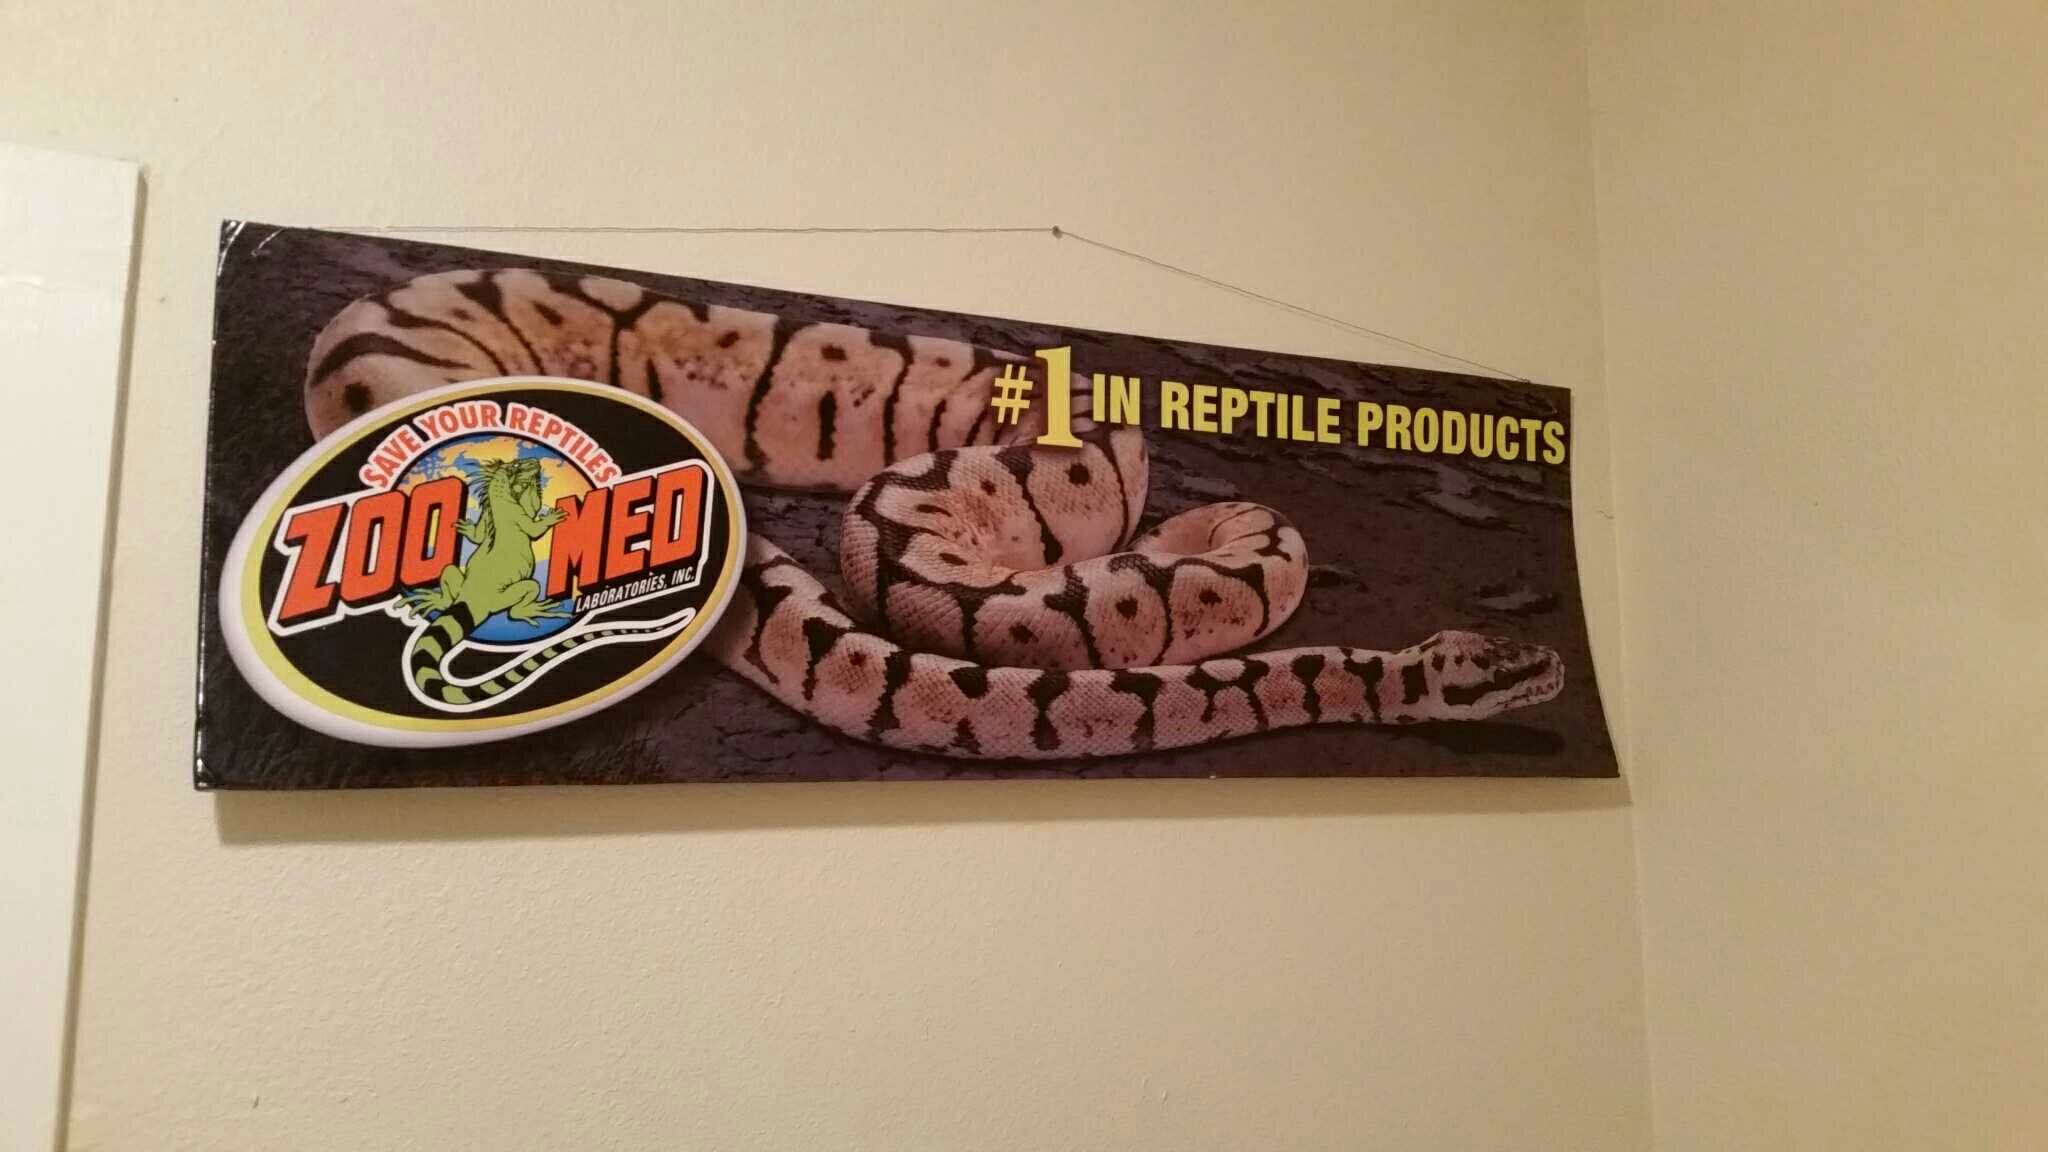 #1 IN REPTILE PRODUCTS
SAVE YOUR REPTILES
ZOO MED
LABORATORIES, INC.